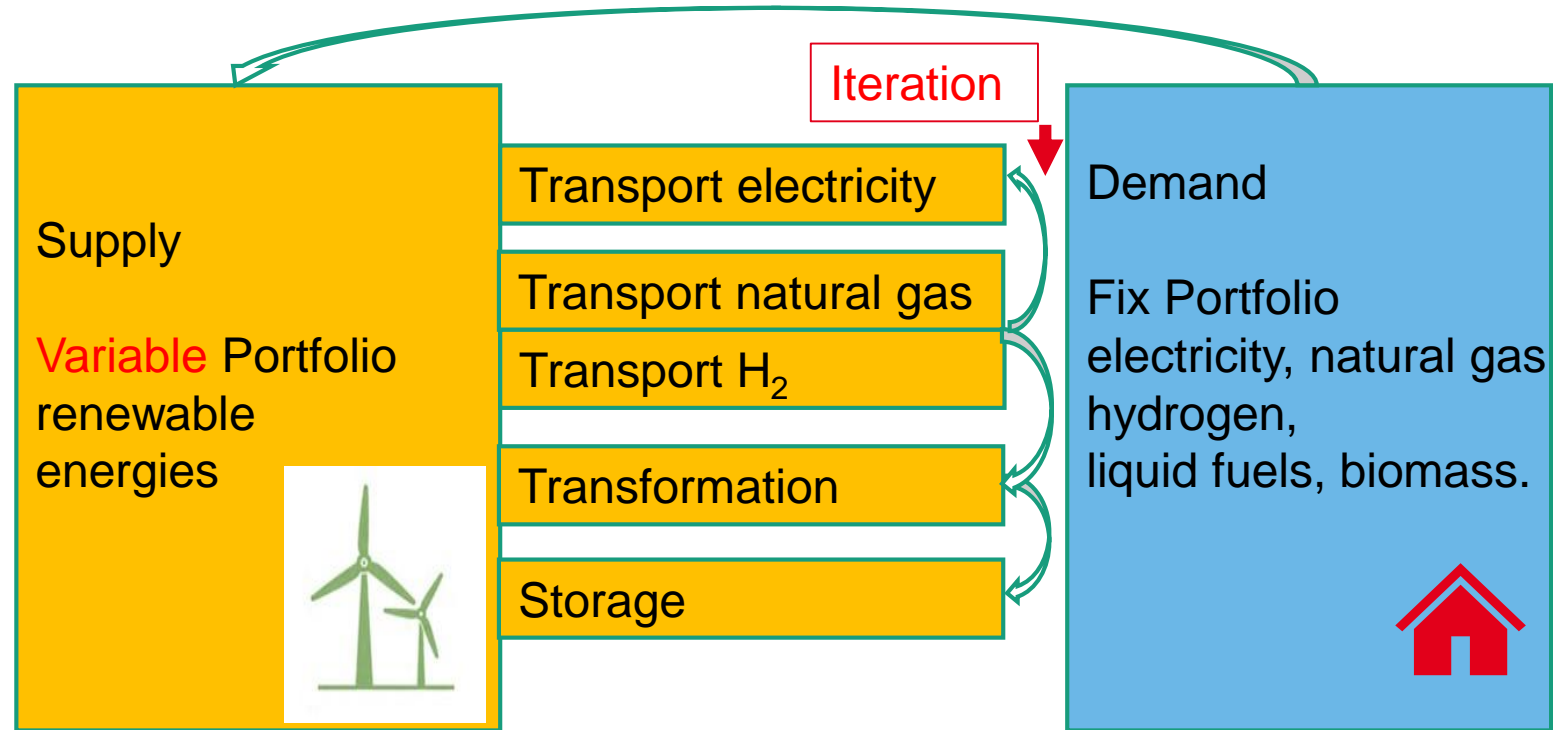 Iteration
Supply
Variable Portfolio
renewable
energies
Transport electricity
Transport natural gas
Transport H₂
Transformation
Storage
Demand
Fix Portfolio
electricity, natural gas
hydrogen,
liquid fuels, biomass.